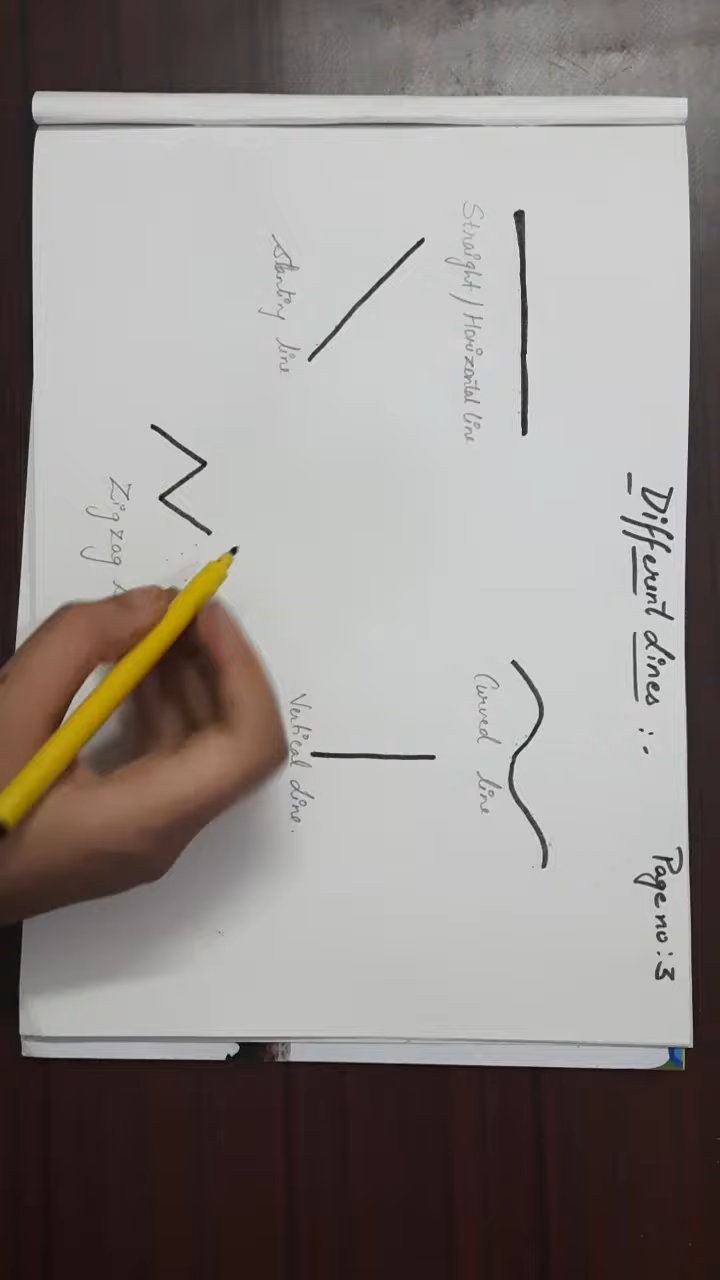 Different Lines :-
Page no : 3
Straight / Horizontal line
Curved line
Slanting line
Vertical Line.
Zigzag